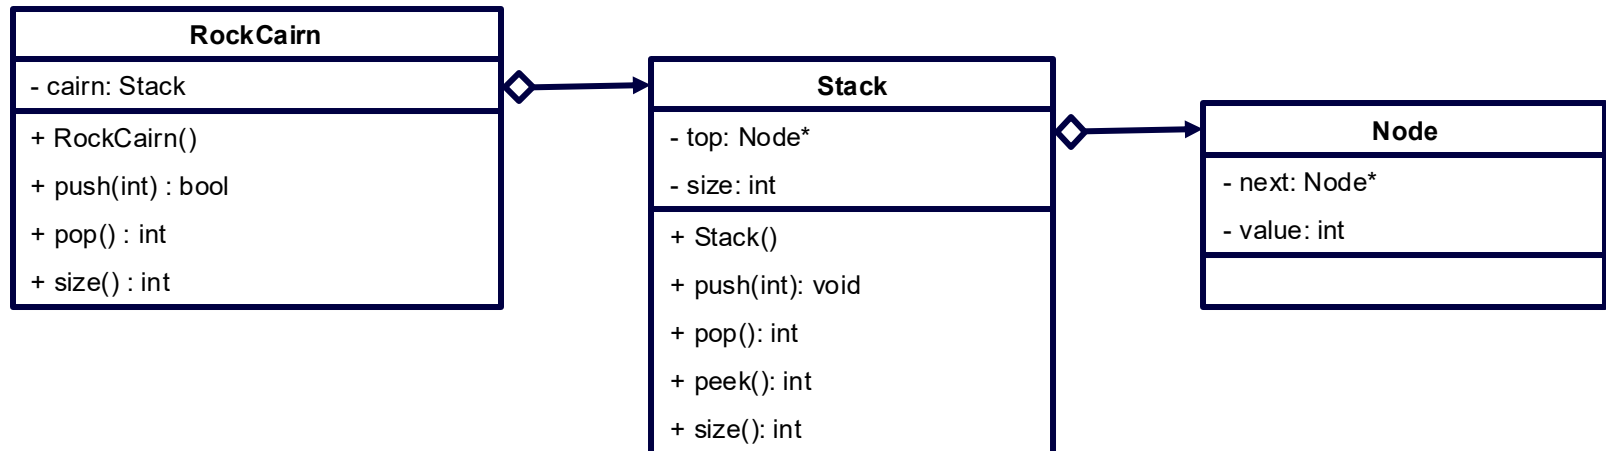 RockCairn
- cairn: Stack
+ RockCairn()
+ push(int) : bool
+ pop() : int
+ size() : int
Stack
- top: Node*
- size: int
+ Stack()
+ push(int): void
+ pop(): int
+ peek(): int
+ size(): int
Node
- next: Node*
- value: int